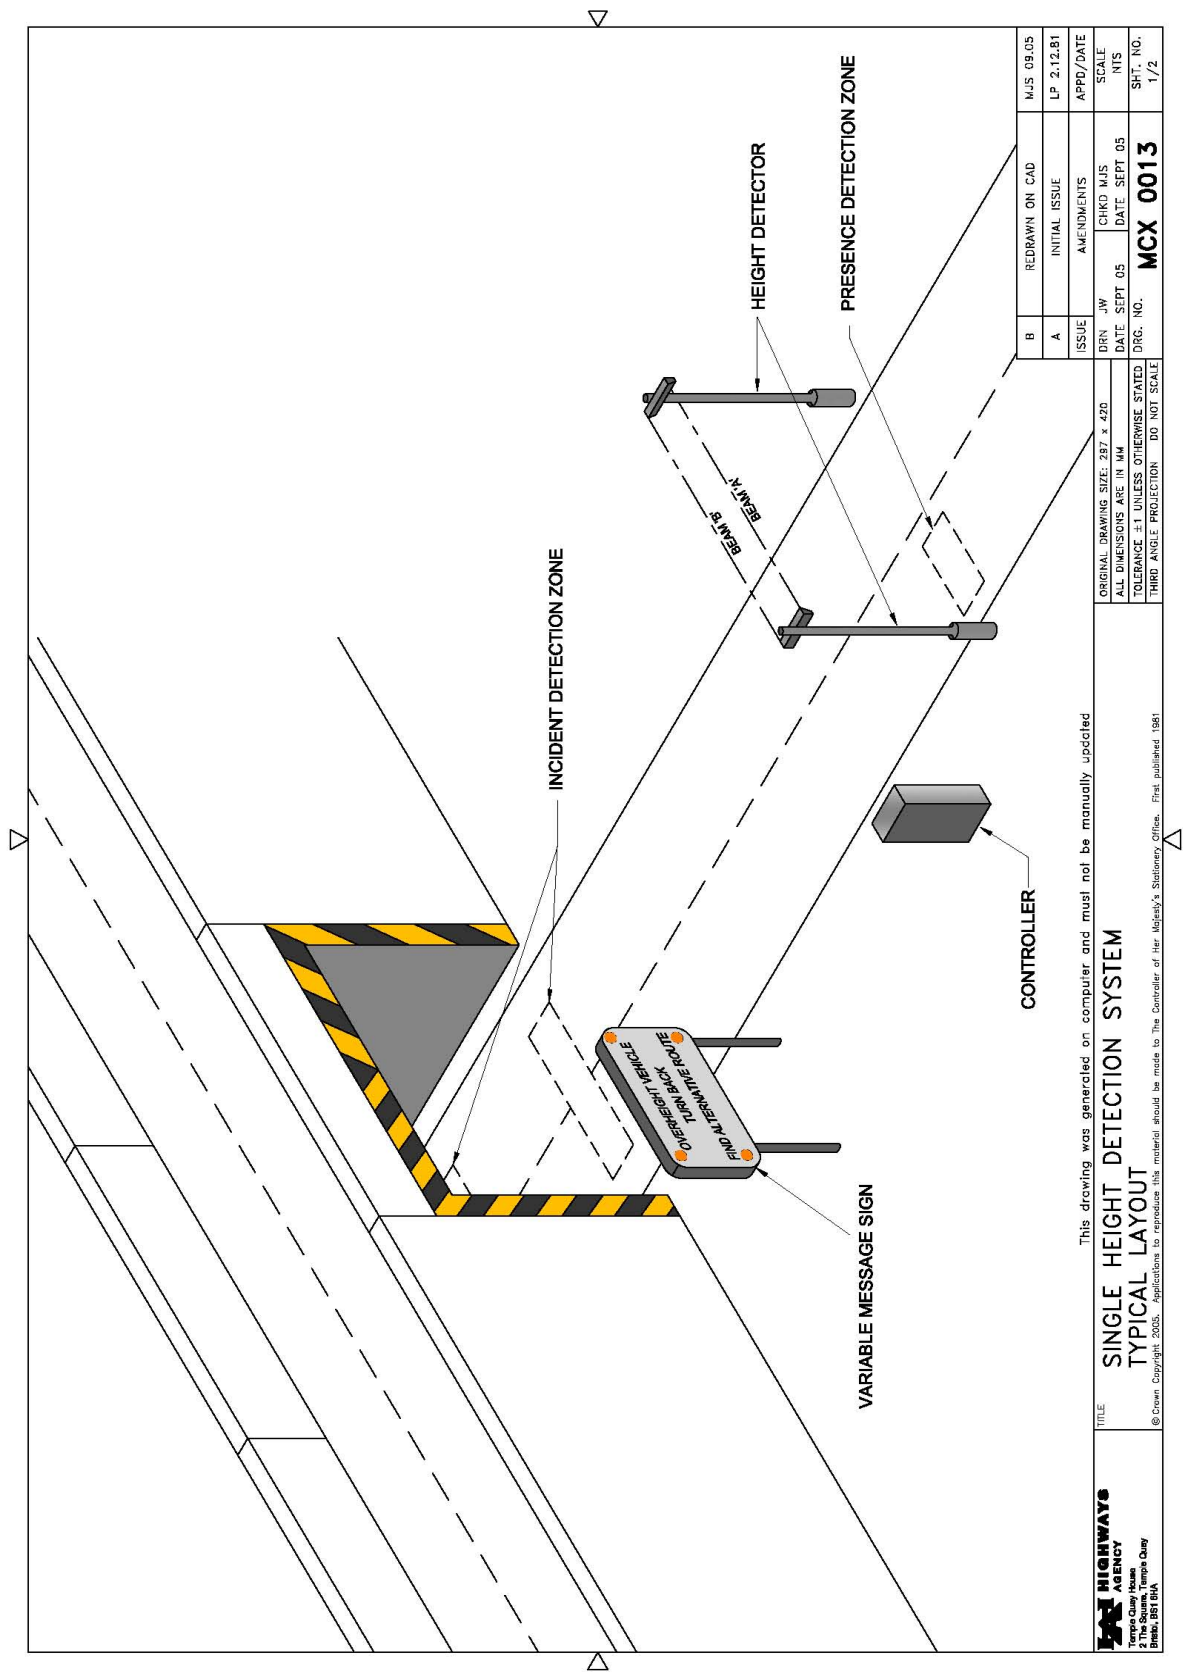 INCIDENT DETECTION ZONE
HEIGHT DETECTOR
PRESENCE DETECTION ZONE
BEAM 'B'
BEAM 'A'
OVERHEIGHT VEHICLE
TURN BACK
FIND ALTERNATIVE ROUTE
VARIABLE MESSAGE SIGN
CONTROLLER
This drawing was generated on computer and must not be manually updated
B REDRAWN ON CAD MJS 09.05
A INITIAL ISSUE LP 2.12.81
ISSUE AMENDMENTS APPD/DATE
HIGHWAYS
AGENCY
Temple Quay House
2 The Square, Temple Quay
Bristol, BS1 6HA
TITLE
SINGLE HEIGHT DETECTION SYSTEM
TYPICAL LAYOUT
© Crown Copyright 2005. Applications to reproduce this material should be made to The Controller of Her Majesty's Stationery Office. First published 1981
ORIGINAL DRAWING SIZE: 297 x 420
ALL DIMENSIONS ARE IN MM
TOLERANCE ±1 UNLESS OTHERWISE STATED
THIRD ANGLE PROJECTION DO NOT SCALE
DRN JW CHKD MJS SCALE
DATE SEPT 05 DATE SEPT 05 NTS
DRG. NO. MCX 0013 SHT. NO.
1/2